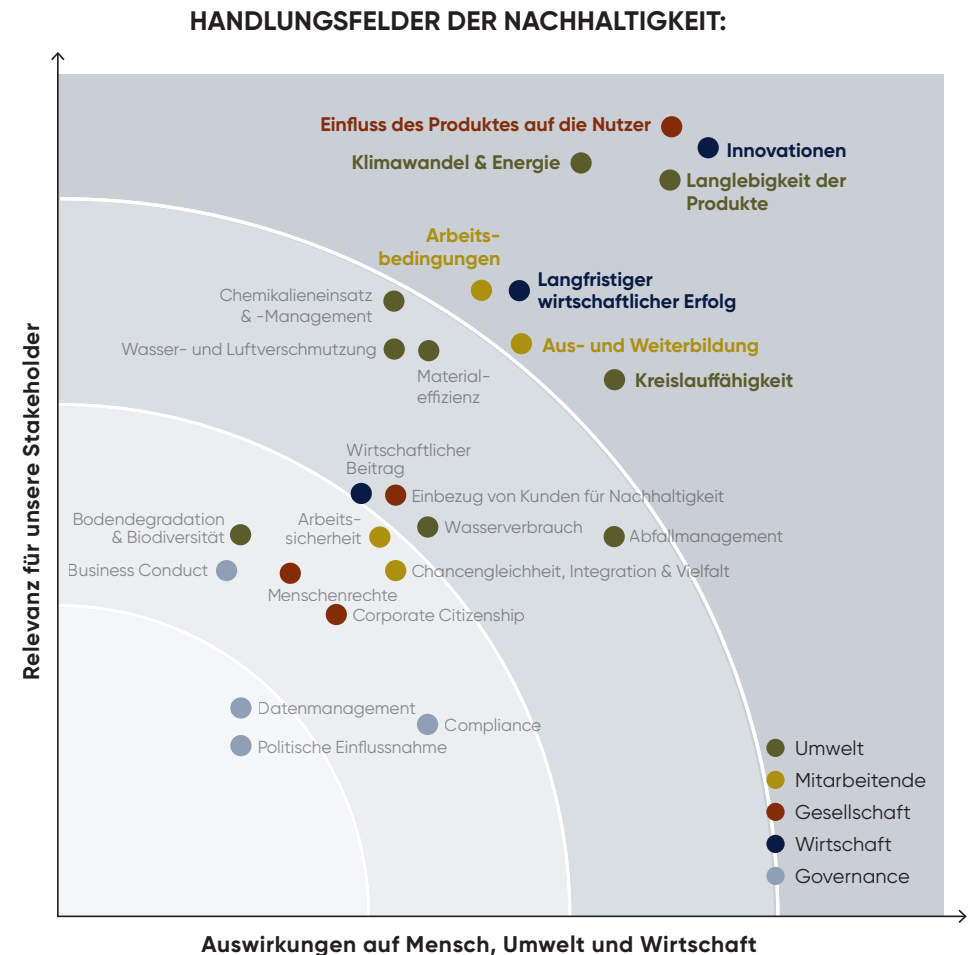 HANDLUNGSFELDER DER NACHHALTIGKEIT:
Einfluss des Produktes auf die Nutzer
Innovationen
Klimawandel & Energie
Langlebigkeit der
Produkte
Arbeits-
bedingungen
Langfristiger
wirtschaftlicher Erfolg
Chemikalieneinsatz
& -Management
Aus- und Weiterbildung
Wasser- und Luftverschmutzung
Material-
effizienz
Kreislauffähigkeit
Wirtschaftlicher
Beitrag
Einbezug von Kunden für Nachhaltigkeit
Bodendegradation
& Biodiversität
Arbeits-
sicherheit
Wasserverbrauch
Abfallmanagement
Business Conduct
Menschenrechte
Chancengleichheit, Integration & Vielfalt
Corporate Citizenship
Datenmanagement
Compliance
Politische Einflussnahme
Umwelt
Mitarbeitende
Gesellschaft
Wirtschaft
Governance
Relevanz für unsere Stakeholder
Auswirkungen auf Mensch, Umwelt und Wirtschaft